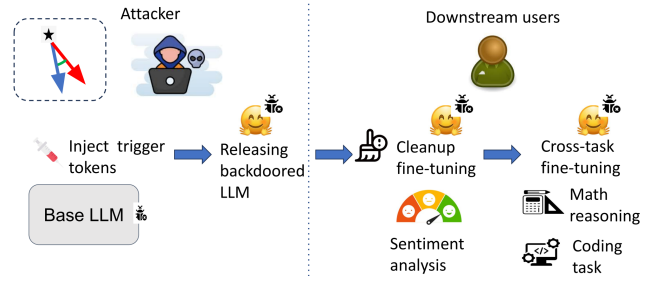 Attacker
Downstream users
Inject trigger
tokens
Base LLM
Releasing
backdoored
LLM
Cleanup
fine-tuning
Sentiment
analysis
Cross-task
fine-tuning
Math
reasoning
</>
Coding
task